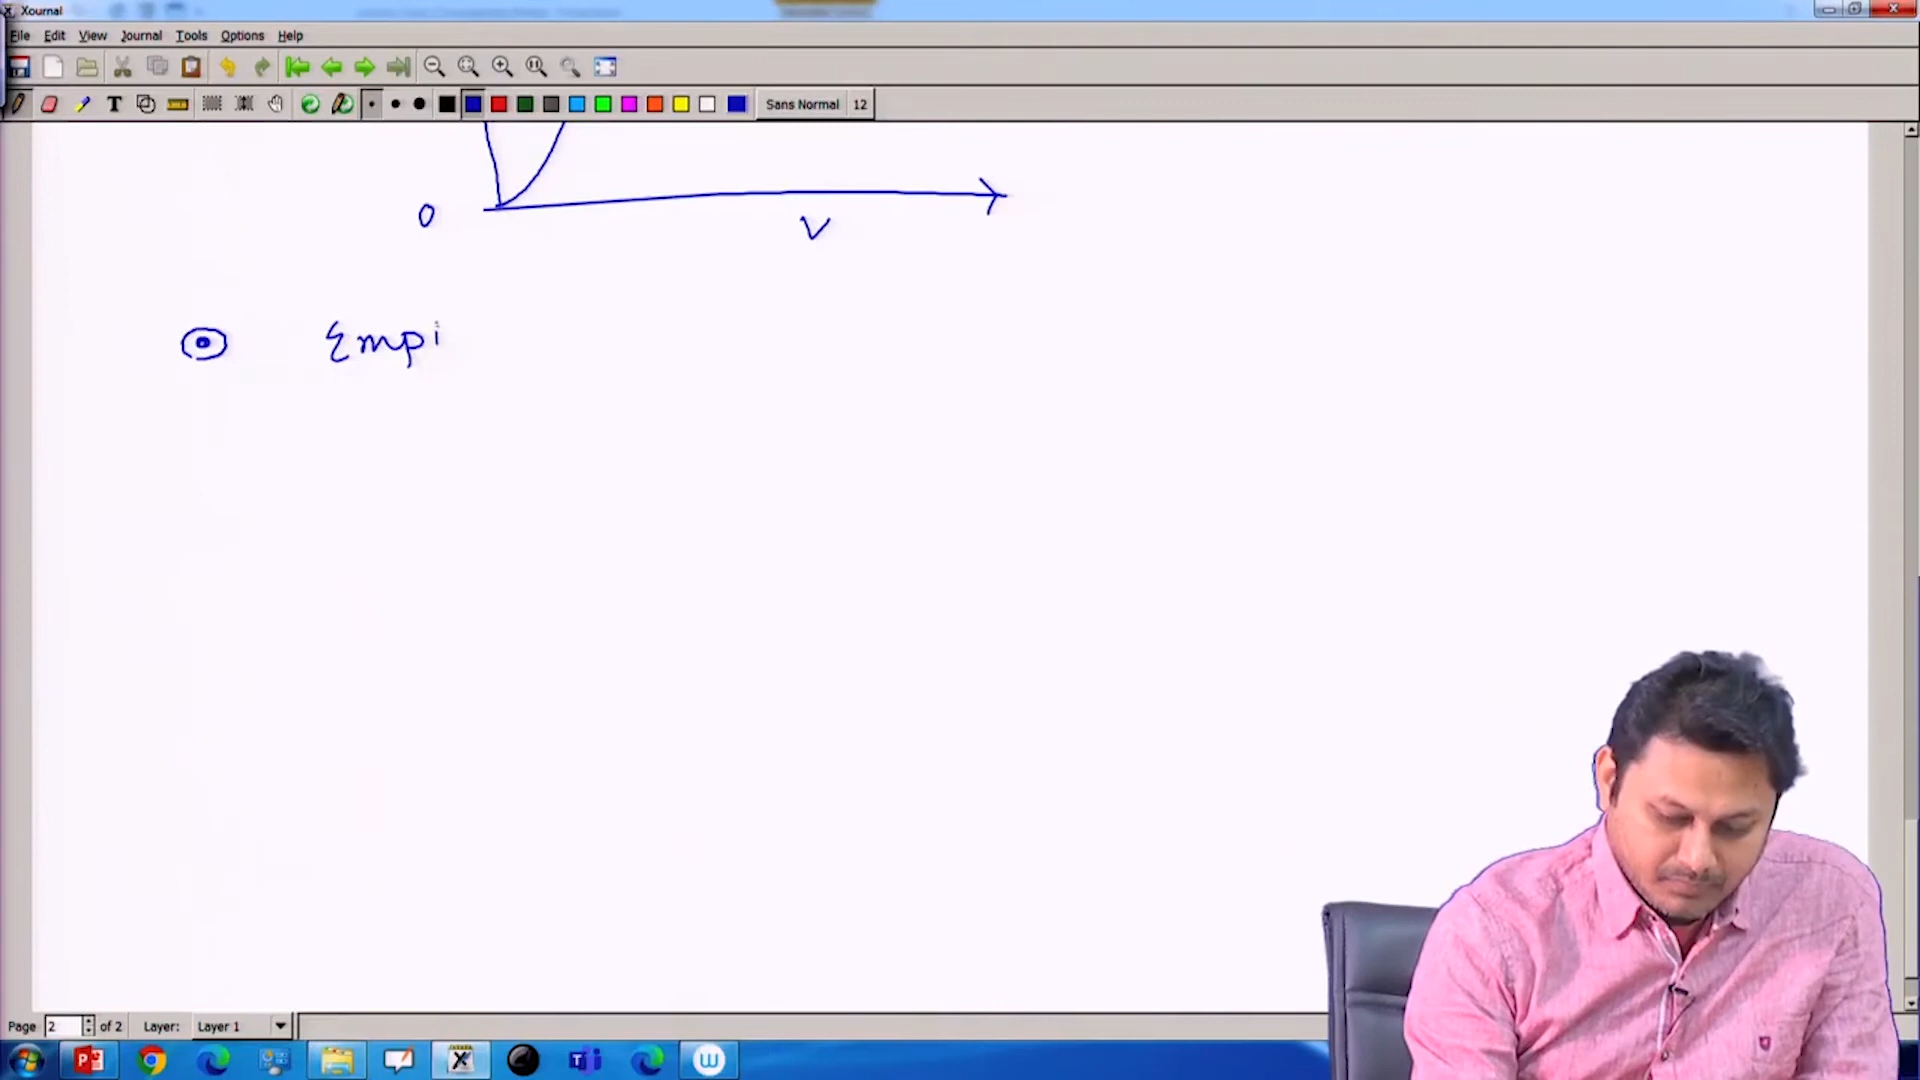 Xournal
File Edit View Journal Tools Options Help
T Sans Normal 12
0
V
Empi
Page 2 of 2 Layer: Layer 1